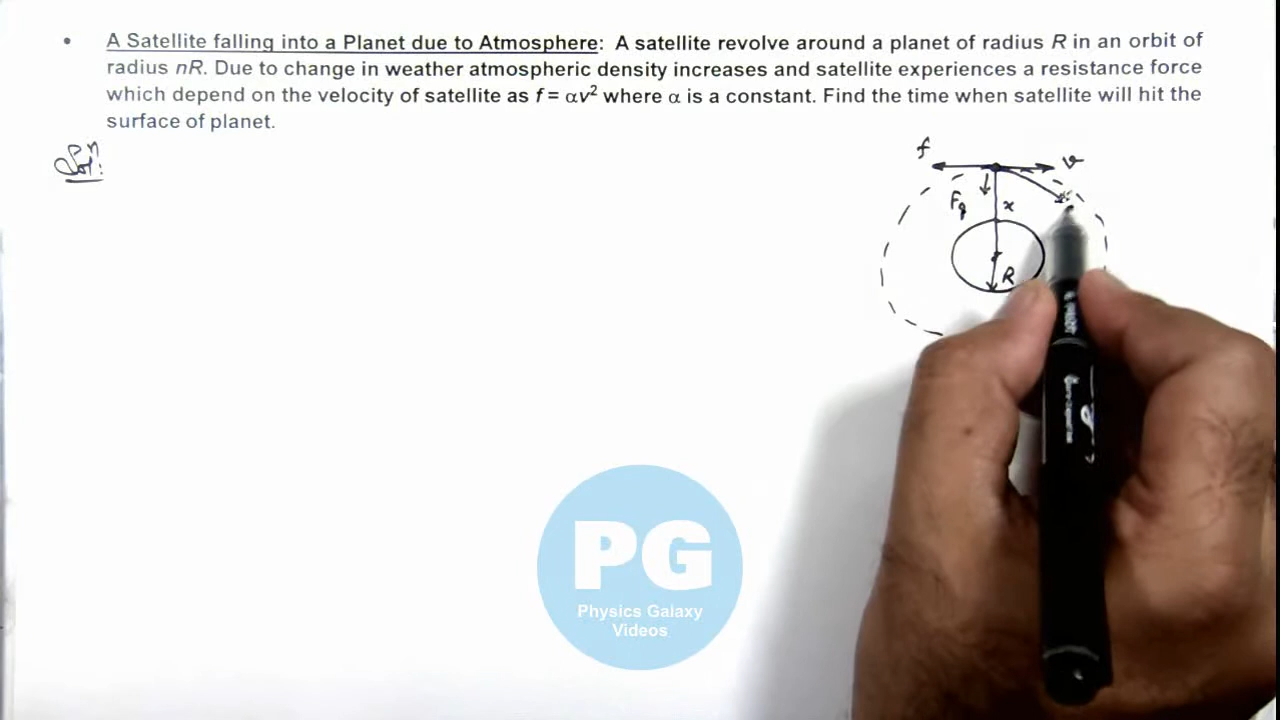 • A Satellite falling into a Planet due to Atmosphere: A satellite revolve around a planet of radius R in an orbit of
radius nR. Due to change in weather atmospheric density increases and satellite experiences a resistance force
which depend on the velocity of satellite as f = αv² where α is a constant. Find the time when satellite will hit the
surface of planet.
Solⁿ:
f
v
F_g
x
R
PG
Physics Galaxy
Videos